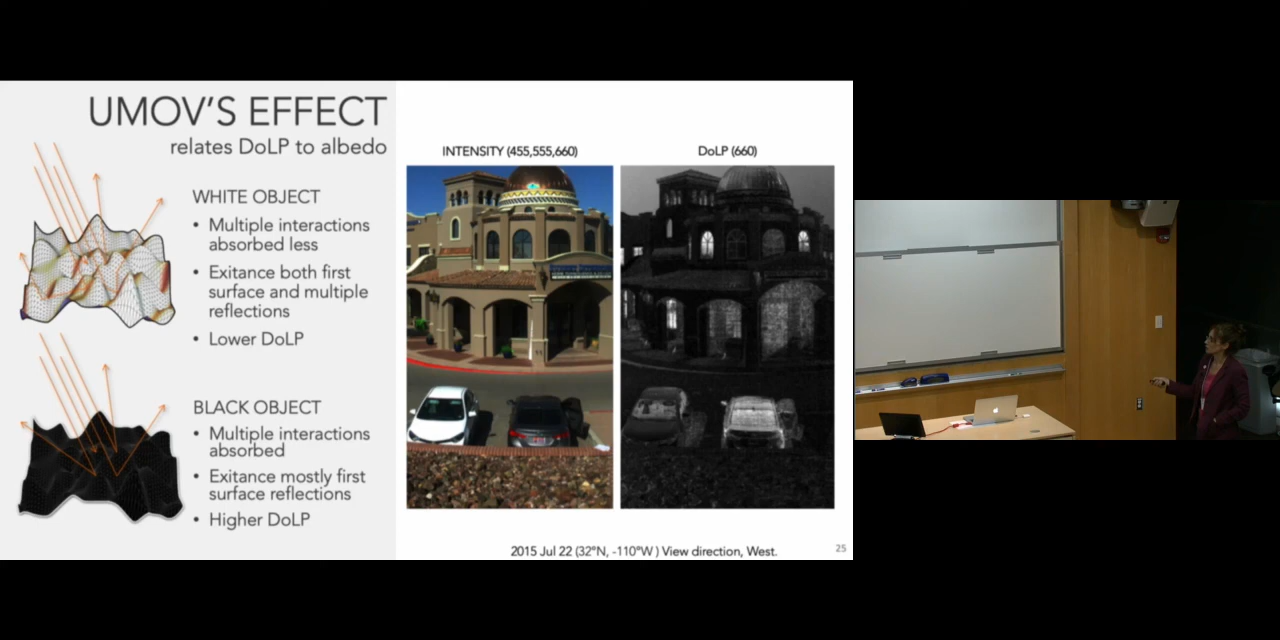 UMOV'S EFFECT
relates DoLP to albedo
WHITE OBJECT
• Multiple interactions
absorbed less
• Exitance both first
surface and multiple
reflections
• Lower DoLP
BLACK OBJECT
• Multiple interactions
absorbed
• Exitance mostly first
surface reflections
• Higher DoLP
INTENSITY (455,555,660)
DoLP (660)
2015 Jul 22 (32°N, -110°W ) View direction, West.
25